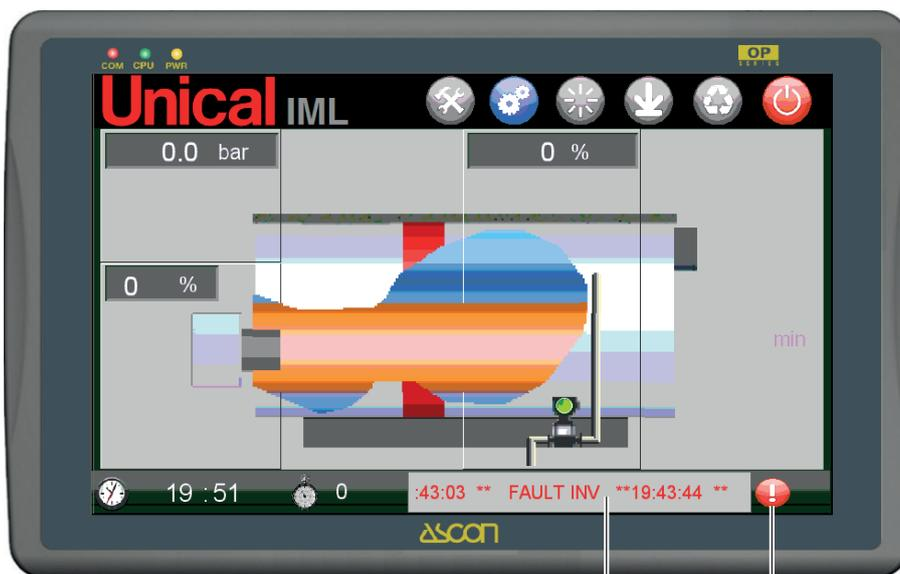 COM CPU PWR
OP
SERIES
Unical IML
0.0 bar
0 %
0 %
min
19 : 51
0
:43:03 ** FAULT INV **19:43:44 **
ascon